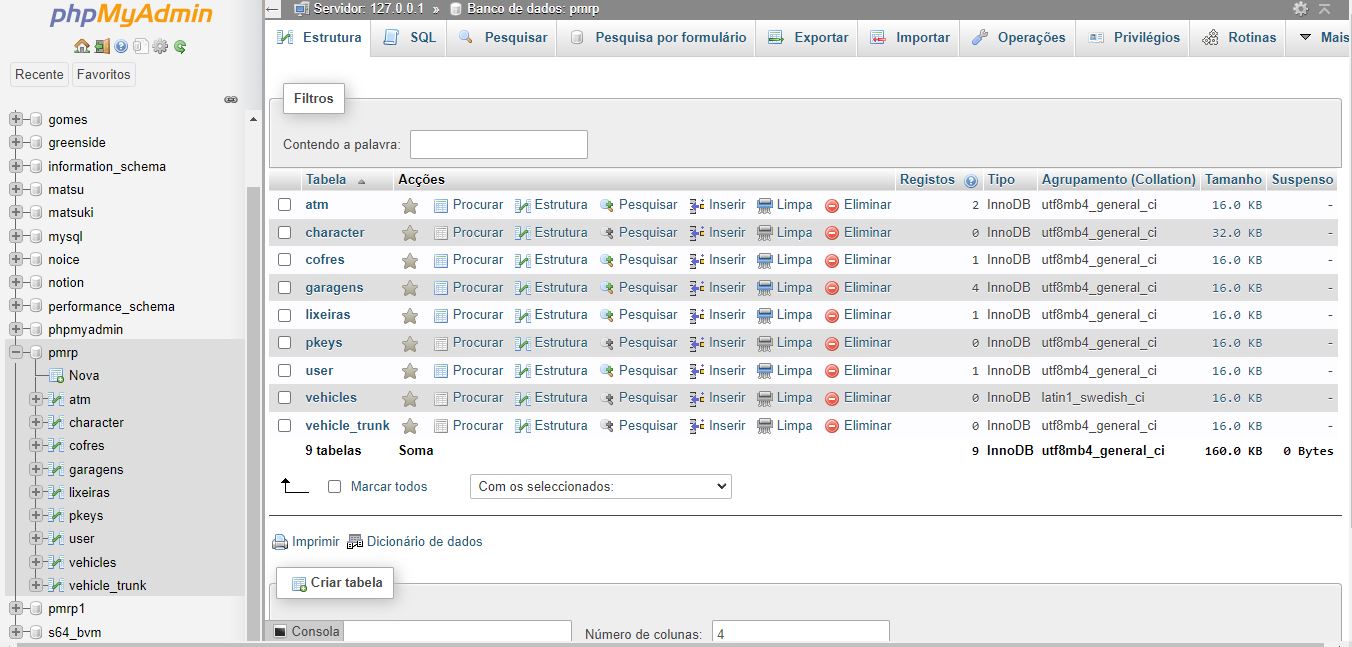 phpMyAdmin
Recente Favoritos
gomes
greenside
information_schema
matsu
matsuki
mysql
noice
notion
performance_schema
phpmyadmin
pmrp
Nova
atm
character
cofres
garagens
lixeiras
pkeys
user
vehicles
vehicle_trunk
pmrp1
s64_bvm
Servidor: 127.0.0.1 » Banco de dados: pmrp
Estrutura SQL Pesquisar Pesquisa por formulário Exportar Importar Operações Privilégios Rotinas Mais
Filtros
Contendo a palavra:
Tabela Acções Registos Tipo Agrupamento (Collation) Tamanho Suspenso
atm Procurar Estrutura Pesquisar Inserir Limpa Eliminar 2 InnoDB utf8mb4_general_ci 16.0 KB -
character Procurar Estrutura Pesquisar Inserir Limpa Eliminar 0 InnoDB utf8mb4_general_ci 32.0 KB -
cofres Procurar Estrutura Pesquisar Inserir Limpa Eliminar 1 InnoDB utf8mb4_general_ci 16.0 KB -
garagens Procurar Estrutura Pesquisar Inserir Limpa Eliminar 4 InnoDB utf8mb4_general_ci 16.0 KB -
lixeiras Procurar Estrutura Pesquisar Inserir Limpa Eliminar 1 InnoDB utf8mb4_general_ci 16.0 KB -
pkeys Procurar Estrutura Pesquisar Inserir Limpa Eliminar 0 InnoDB utf8mb4_general_ci 16.0 KB -
user Procurar Estrutura Pesquisar Inserir Limpa Eliminar 1 InnoDB utf8mb4_general_ci 16.0 KB -
vehicles Procurar Estrutura Pesquisar Inserir Limpa Eliminar 0 InnoDB latin1_swedish_ci 16.0 KB -
vehicle_trunk Procurar Estrutura Pesquisar Inserir Limpa Eliminar 0 InnoDB utf8mb4_general_ci 16.0 KB -
9 tabelas Soma 9 InnoDB utf8mb4_general_ci 160.0 KB 0 Bytes
Marcar todos Com os seleccionados:
Imprimir Dicionário de dados
Criar tabela
Consola Número de colunas: 4